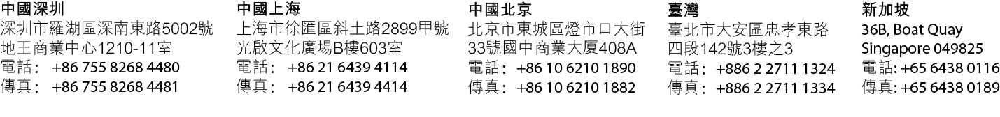 中國深圳
深圳市羅湖區深南東路5002號
地王商業中心1210-11室
電話： +86 755 8268 4480
傳真： +86 755 8268 4481
中國上海
上海市徐匯區斜土路2899甲號
光啟文化廣場B樓603室
電話： +86 21 6439 4114
傳真： +86 21 6439 4414
中國北京
北京市東城區燈市口大街
33號國中商業大厦408A
電話：+86 10 6210 1890
傳真：+86 10 6210 1882
臺灣
臺北市大安區忠孝東路
四段142號3樓之3
電話：+886 2 2711 1324
傳真：+886 2 2711 1334
新加坡
36B, Boat Quay
Singapore 049825
電話: +65 6438 0116
傳真: +65 6438 0189